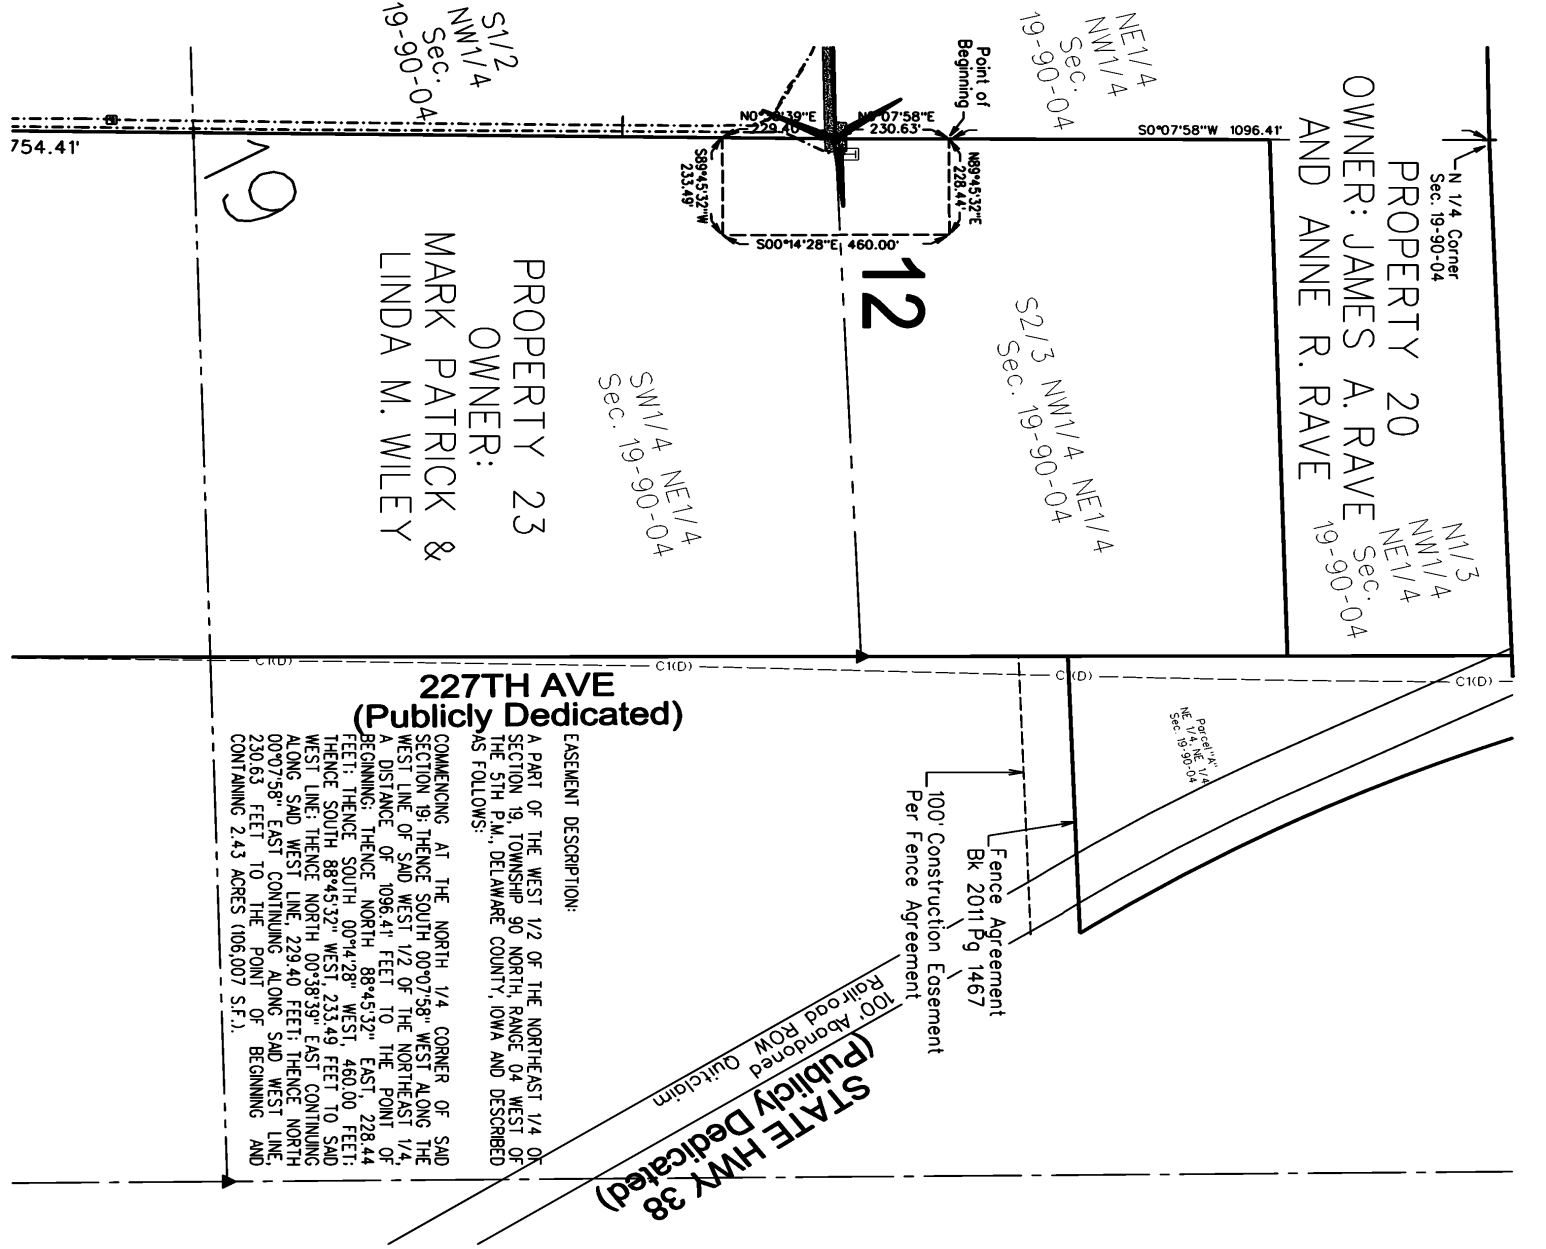 S1/2
NW1/4
Sec.
19-90-04
NE1/4
NW1/4
Sec.
19-90-04
Point of
Beginning
N 1/4 Corner
Sec. 19-90-04
PROPERTY 20
OWNER: JAMES A. RAVE
AND ANNE R. RAVE
N1/3
NW1/4
NE1/4
Sec.
19-90-04
S0°07'58"W 1096.41'
N0°07'58"E
230.63'
229.40'
N89°45'32"E
228.44'
S89°45'32"W
233.49'
S00°14'28"E 460.00'
754.41'
19
12
S2/3 NW1/4 NE1/4
Sec. 19-90-04
SW1/4 NE1/4
Sec. 19-90-04
PROPERTY 23
OWNER:
MARK PATRICK &
LINDA M. WILEY
C1(D)
C1(D)
C1(D)
C1(D)
227TH AVE
(Publicly Dedicated)
Parcel "A"
NE 1/4, NE 1/4
Sec. 19-90-04
Fence Agreement
Bk 2011 Pg 1467
100' Construction Easement
Per Fence Agreement
100' Abandoned
Railroad ROW Quitclaim
STATE HWY 38
(Publicly Dedicated)
EASEMENT DESCRIPTION:
A PART OF THE WEST 1/2 OF THE NORTHEAST 1/4 OF
SECTION 19, TOWNSHIP 90 NORTH, RANGE 04 WEST OF
THE 5TH P.M., DELAWARE COUNTY, IOWA AND DESCRIBED
AS FOLLOWS:
COMMENCING AT THE NORTH 1/4 CORNER OF SAID
SECTION 19; THENCE SOUTH 00°07'58" WEST ALONG THE
WEST LINE OF SAID WEST 1/2 OF THE NORTHEAST 1/4,
A DISTANCE OF 1096.41' FEET TO THE POINT OF
BEGINNING; THENCE NORTH 88°45'32" EAST, 228.44
FEET; THENCE SOUTH 00°14'28" WEST, 460.00 FEET;
THENCE SOUTH 88°45'32" WEST, 233.49 FEET TO SAID
WEST LINE; THENCE NORTH 00°38'39" EAST CONTINUING
ALONG SAID WEST LINE, 229.40 FEET; THENCE NORTH
00°07'58" EAST CONTINUING ALONG SAID WEST LINE,
230.63 FEET TO THE POINT OF BEGINNING AND
CONTAINING 2.43 ACRES (106,007 S.F.).